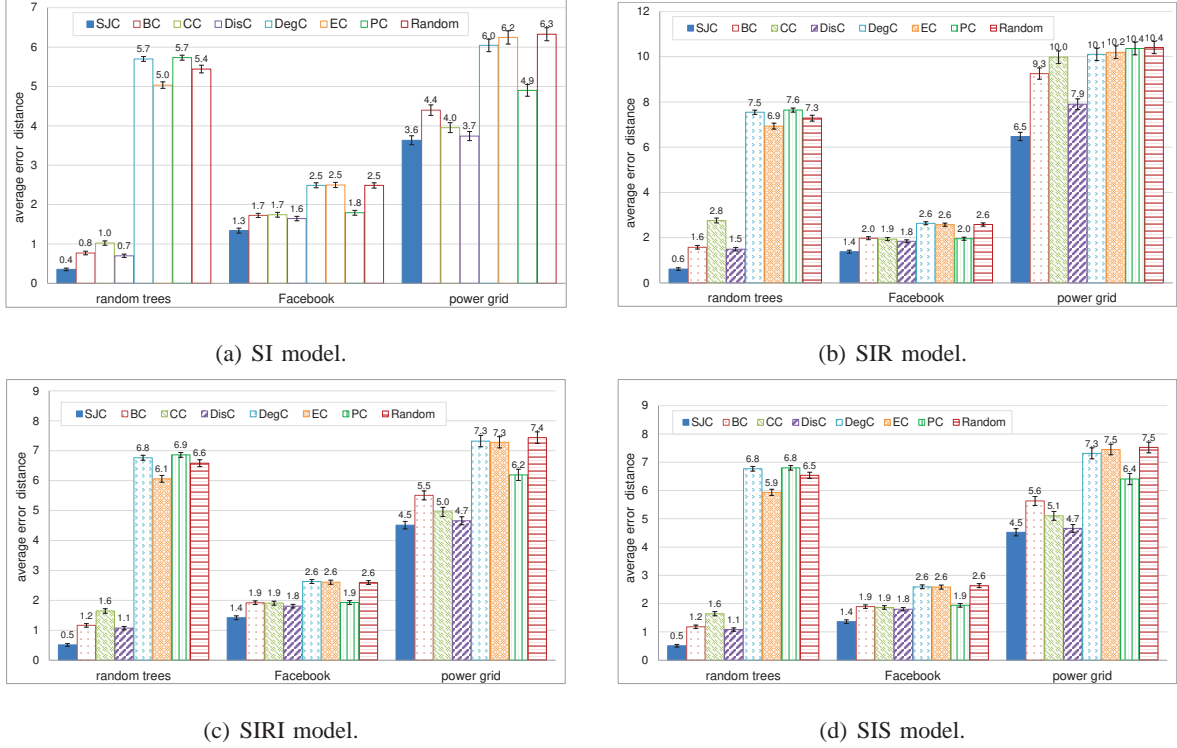 7
6
5
4
3
2
1
0
average error distance
SJC BC CC DisC DegC EC PC Random
0.4 0.8 1.0 0.7 5.7 5.0 5.7 5.4
1.3 1.7 1.7 1.6 2.5 2.5 1.8 2.5
3.6 4.4 4.0 3.7 6.0 6.2 4.9 6.3
random trees Facebook power grid
(a) SI model.
12
10
8
6
4
2
0
average error distance
SJC BC CC DisC DegC EC PC Random
0.6 1.6 2.8 1.5 7.5 6.9 7.6 7.3
1.4 2.0 1.9 1.8 2.6 2.6 2.0 2.6
6.5 9.3 10.0 7.9 10.1 10.2 10.4 10.4
random trees Facebook power grid
(b) SIR model.
9
8
7
6
5
4
3
2
1
0
average error distance
SJC BC CC DisC DegC EC PC Random
0.5 1.2 1.6 1.1 6.8 6.1 6.9 6.6
1.4 1.9 1.9 1.8 2.6 2.6 1.9 2.6
4.5 5.5 5.0 4.7 7.3 7.3 6.2 7.4
random trees Facebook power grid
(c) SIRI model.
9
8
7
6
5
4
3
2
1
0
average error distance
SJC BC CC DisC DegC EC PC Random
0.5 1.2 1.6 1.1 6.8 5.9 6.8 6.5
1.4 1.9 1.9 1.8 2.6 2.6 1.9 2.6
4.5 5.6 5.1 4.7 7.3 7.5 6.4 7.5
random trees Facebook power grid
(d) SIS model.